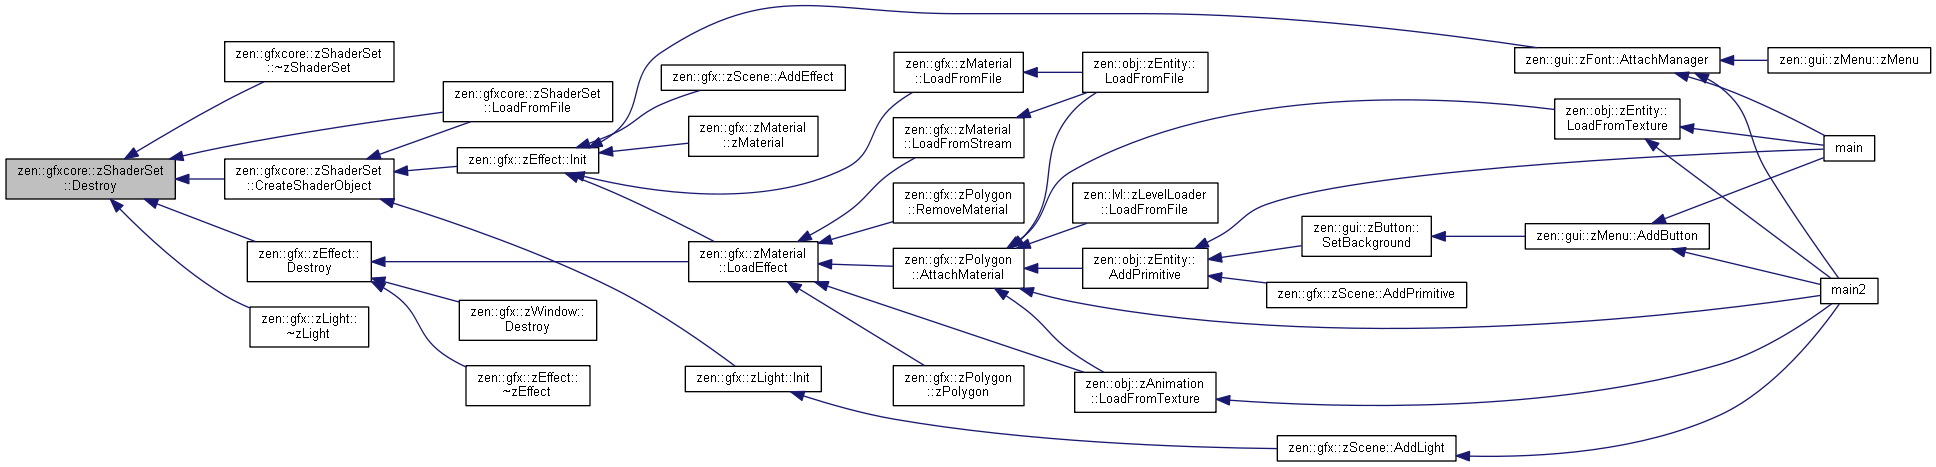 zen::gfxcore::zShaderSet
::Destroy
zen::gfxcore::zShaderSet
::~zShaderSet
zen::gfxcore::zShaderSet
::LoadFromFile
zen::gfxcore::zShaderSet
::CreateShaderObject
zen::gfx::zEffect::
Destroy
zen::gfx::zLight::
~zLight
zen::gfx::zEffect::Init
zen::gfx::zWindow::
Destroy
zen::gfx::zEffect::
~zEffect
zen::gfx::zScene::AddEffect
zen::gfx::zMaterial
::zMaterial
zen::gfx::zMaterial
::LoadEffect
zen::gfx::zLight::Init
zen::gfx::zMaterial
::LoadFromFile
zen::gfx::zMaterial
::LoadFromStream
zen::gfx::zPolygon
::RemoveMaterial
zen::gfx::zPolygon
::AttachMaterial
zen::gfx::zPolygon
::zPolygon
zen::obj::zEntity::
LoadFromFile
zen::lvl::zLevelLoader
::LoadFromFile
zen::obj::zEntity::
AddPrimitive
zen::obj::zAnimation
::LoadFromTexture
zen::gui::zButton::
SetBackground
zen::gfx::zScene::AddPrimitive
zen::gfx::zScene::AddLight
zen::gui::zFont::AttachManager
zen::obj::zEntity::
LoadFromTexture
zen::gui::zMenu::AddButton
zen::gui::zMenu::zMenu
main
main2